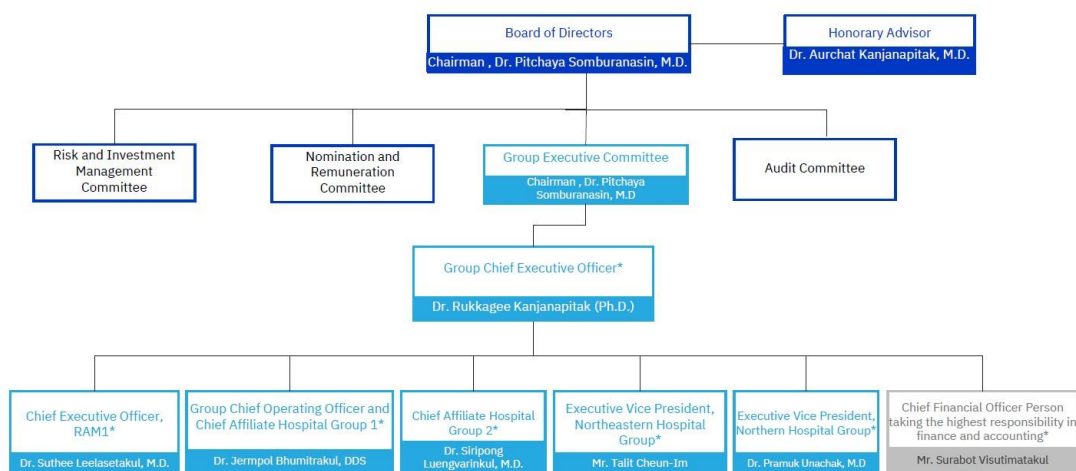 Board of Directors
Chairman , Dr. Pitchaya Somburanasin, M.D.
Honorary Advisor
Dr. Aurchat Kanjanapitak, M.D.
Risk and Investment
Management
Committee
Nomination and
Remuneration
Committee
Group Executive Committee
Chairman , Dr. Pitchaya
Somburanasin, M.D
Audit Committee
Group Chief Executive Officer*
Dr. Rukkagee Kanjanapitak (Ph.D.)
Chief Executive Officer,
RAM1*
Dr. Suthee Leelasetakul, M.D.
Group Chief Operating Officer and
Chief Affiliate Hospital Group 1*
Dr. Jermpol Bhumitrakul, DDS
Chief Affiliate Hospital
Group 2*
Dr. Siripong
Luengvarinkul, M.D.
Executive Vice President,
Northeastern Hospital
Group*
Mr. Talit Cheun-Im
Executive Vice President,
Northern Hospital Group*
Dr. Pramuk Unachak, M.D
Chief Financial Officer Person
taking the highest responsibility in
finance and accounting*
Mr. Surabot Visutimatakul